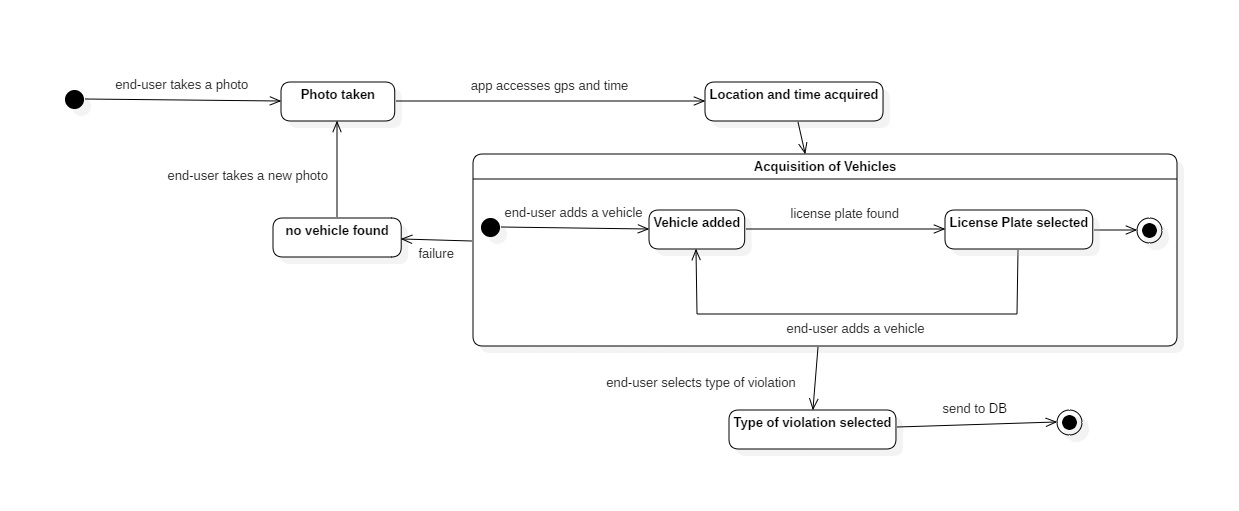 end-user takes a photo
Photo taken
app accesses gps and time
Location and time acquired
Acquisition of Vehicles
end-user takes a new photo
no vehicle found
failure
end-user adds a vehicle
Vehicle added
license plate found
License Plate selected
end-user adds a vehicle
end-user selects type of violation
Type of violation selected
send to DB